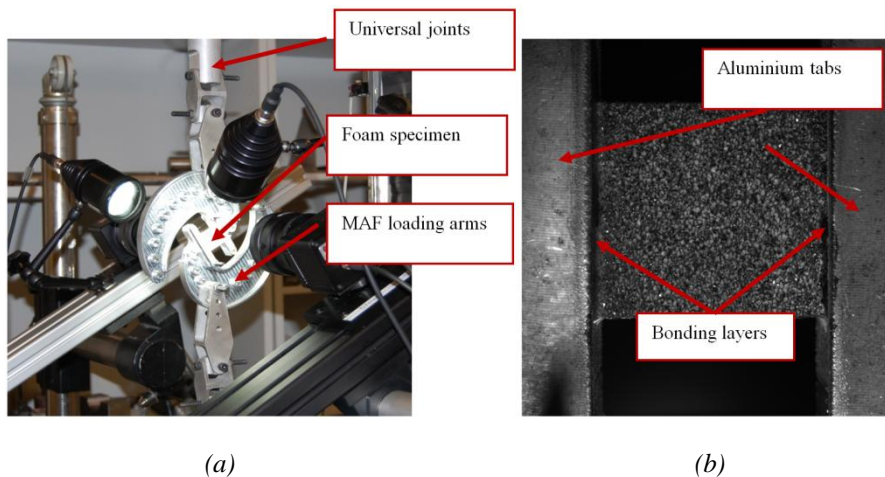 Universal joints
Foam specimen
MAF loading arms
Aluminium tabs
Bonding layers
(a)
(b)